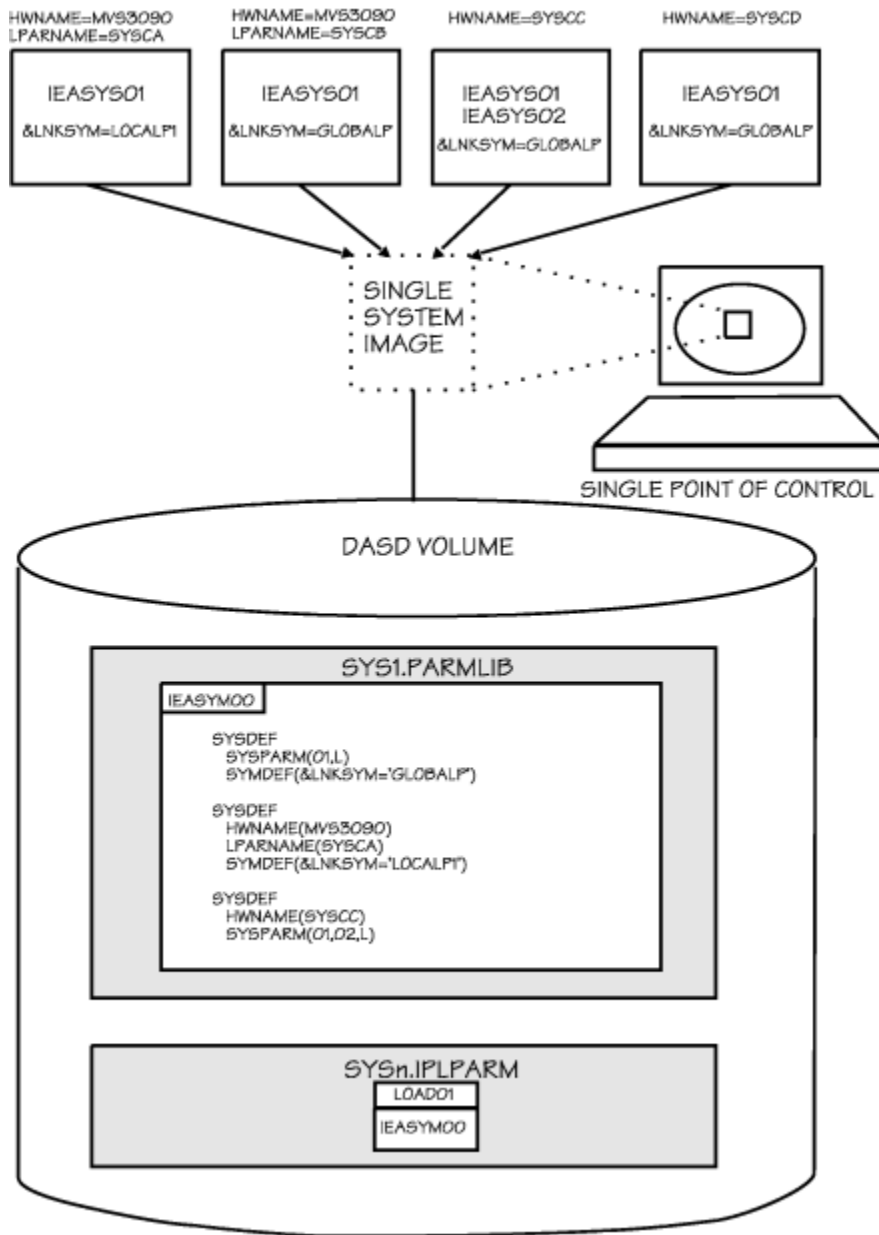 HWNAME=MVS3090
LPARNAME=SYSCA
IEASYS01
&LNKSYM=LOCALP1
HWNAME=MVS3090
LPARNAME=SYSCB
IEASYS01
&LNKSYM=GLOBALP
HWNAME=SYSCC
IEASYS01
IEASYS02
&LNKSYM=GLOBALP
HWNAME=SYSCD
IEASYS01
&LNKSYM=GLOBALP
SINGLE
SYSTEM
IMAGE
SINGLE POINT OF CONTROL
DASD VOLUME
SYS1.PARMLIB
IEASYM00
SYSDEF
SYSPARM(01,L)
SYMDEF(&LNKSYM='GLOBALP')
SYSDEF
HWNAME(MVS3090)
LPARNAME(SYSCA)
SYMDEF(&LNKSYM='LOCALP1')
SYSDEF
HWNAME(SYSCC)
SYSPARM(01,02,L)
SYSn.IPLPARM
LOAD01
IEASYM00